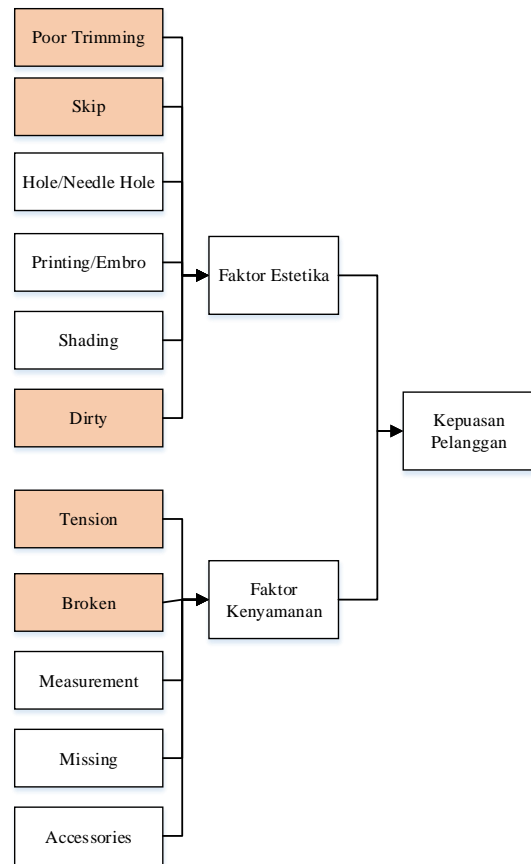 Poor Trimming
Skip
Hole/Needle Hole
Printing/Embro
Shading
Dirty
Faktor Estetika
Tension
Broken
Measurement
Missing
Accessories
Faktor
Kenyamanan
Kepuasan
Pelanggan